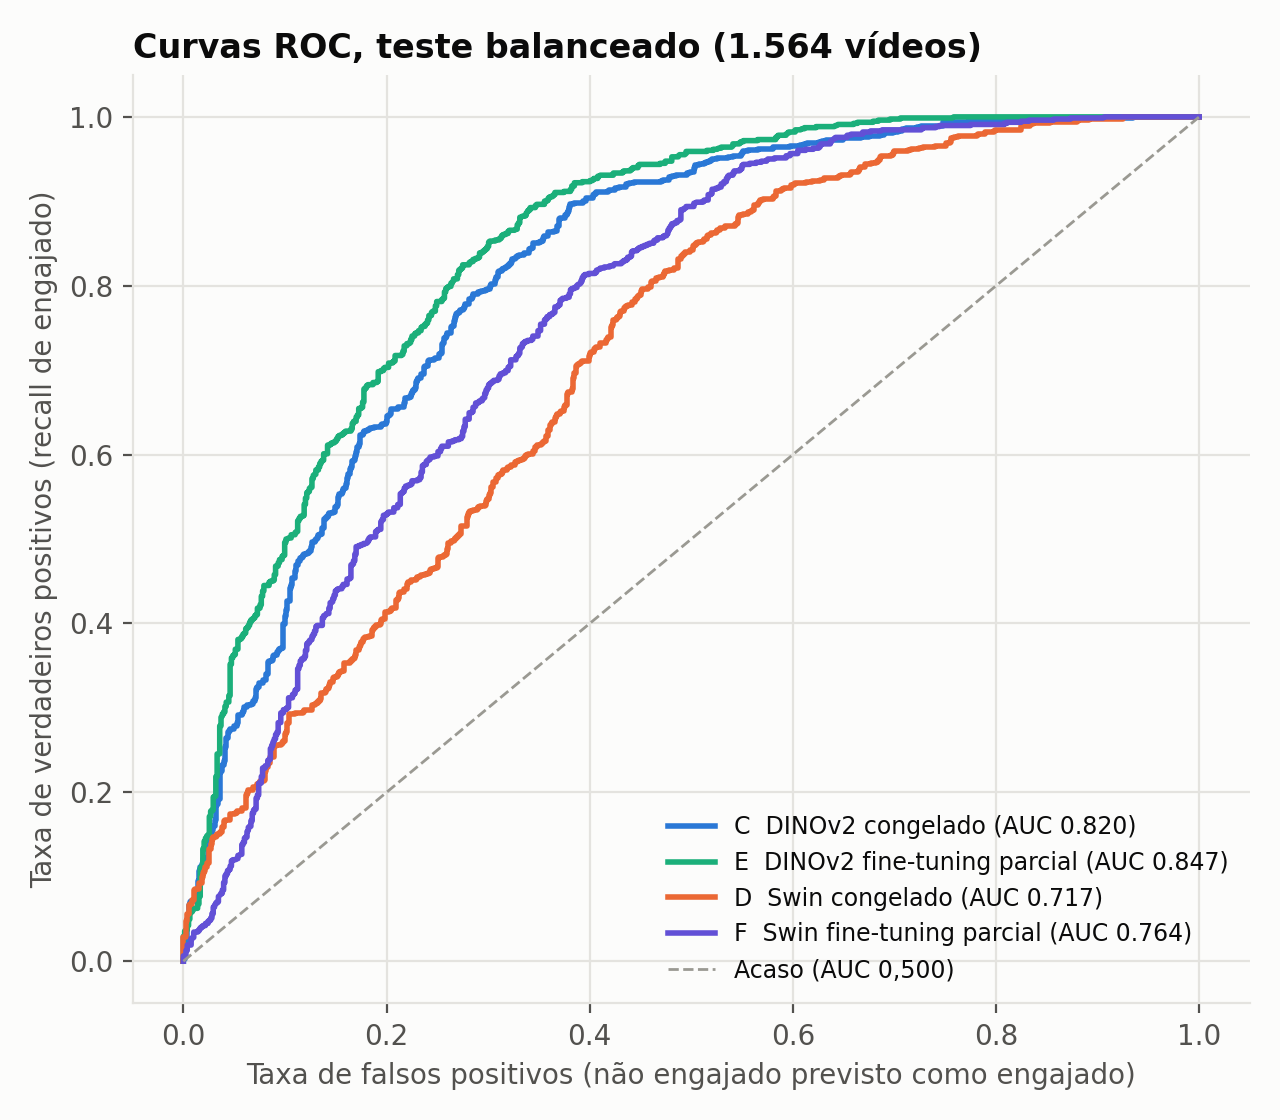 Curvas ROC, teste balanceado (1.564 vídeos)
Taxa de verdadeiros positivos (recall de engajado)
1.0
0.8
0.6
0.4
0.2
0.0
C  DINOv2 congelado (AUC 0.820)
E  DINOv2 fine-tuning parcial (AUC 0.847)
D  Swin congelado (AUC 0.717)
F  Swin fine-tuning parcial (AUC 0.764)
Acaso (AUC 0,500)
0.0 0.2 0.4 0.6 0.8 1.0
Taxa de falsos positivos (não engajado previsto como engajado)